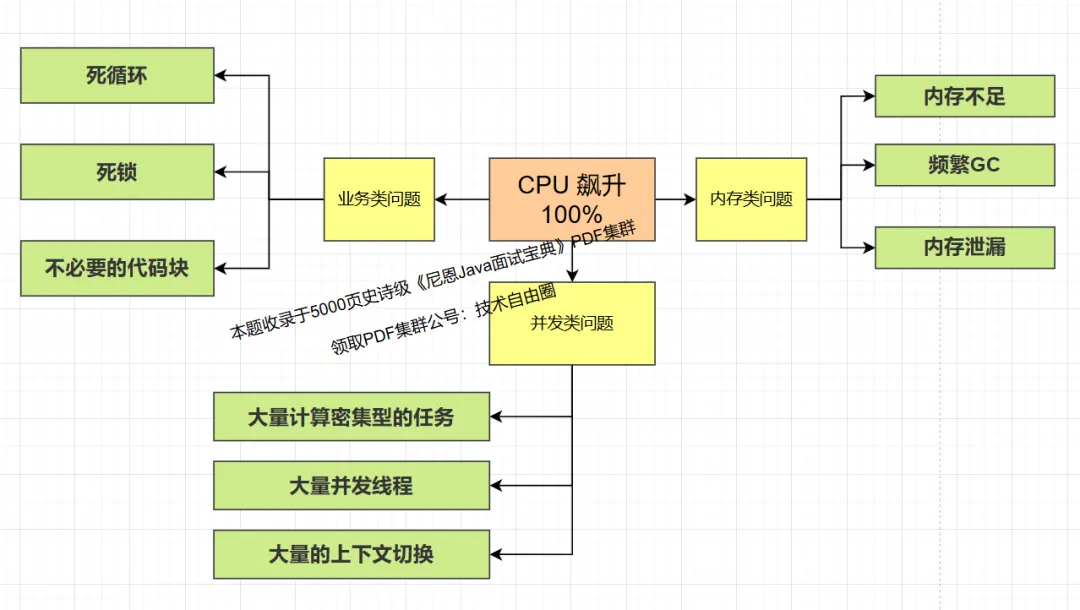 死循环
死锁
不必要的代码块
业务类问题
CPU 飙升
100%
内存类问题
内存不足
频繁GC
内存泄漏
本题收录于5000页史诗级《尼恩Java面试宝典》PDF集群
领取PDF集群公号：技术自由圈
并发类问题
大量计算密集型的任务
大量并发线程
大量的上下文切换